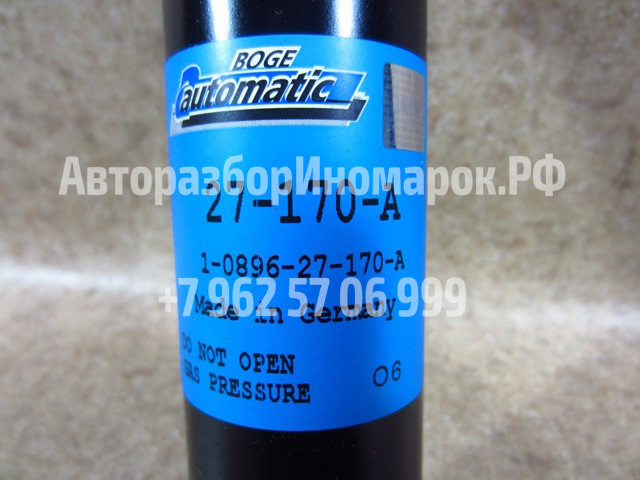 BOGE
automatic
АвторазборИномарок.РФ
27-170-A
1-0896-27-170-A
+7 962 57 06 999
Made in Germany
DO NOT OPEN
GAS PRESSURE
06